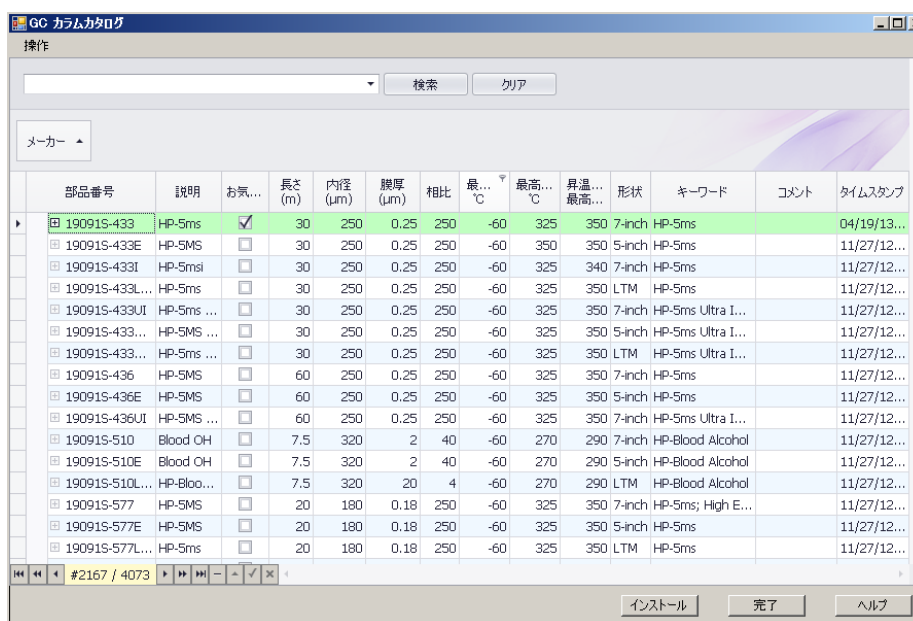 GC カラムカタログ
操作
検索 クリア
メーカー
部品番号 説明 お気... 長さ (m) 内径 (μm) 膜厚 (μm) 相比 最... ℃ 最高... ℃ 昇温... 最高... 形状 キーワード コメント タイムスタンプ
19091S-433 HP-5ms 30 250 0.25 250 -60 325 350 7-inch HP-5ms 04/19/13...
19091S-433E HP-5MS 30 250 0.25 250 -60 350 350 5-inch HP-5ms 11/27/12...
19091S-433I HP-5msi 30 250 0.25 250 -60 325 340 7-inch HP-5ms 11/27/12...
19091S-433L... HP-5ms 30 250 0.25 250 -60 325 350 LTM HP-5ms 11/27/12...
19091S-433UI HP-5ms ... 30 250 0.25 250 -60 325 350 7-inch HP-5ms Ultra I... 11/27/12...
19091S-433... HP-5MS ... 30 250 0.25 250 -60 325 350 5-inch HP-5ms Ultra I... 11/27/12...
19091S-433... HP-5ms ... 30 250 0.25 250 -60 325 350 LTM HP-5ms Ultra I... 11/27/12...
19091S-436 HP-5MS 60 250 0.25 250 -60 325 350 7-inch HP-5ms 11/27/12...
19091S-436E HP-5MS 60 250 0.25 250 -60 325 350 5-inch HP-5ms 11/27/12...
19091S-436UI HP-5MS ... 60 250 0.25 250 -60 325 350 7-inch HP-5ms Ultra I... 11/27/12...
19091S-510 Blood OH 7.5 320 2 40 -60 270 290 7-inch HP-Blood Alcohol 11/27/12...
19091S-510E Blood OH 7.5 320 2 40 -60 270 290 5-inch HP-Blood Alcohol 11/27/12...
19091S-510L... HP-Bloo... 7.5 320 20 4 -60 270 290 LTM HP-Blood Alcohol 11/27/12...
19091S-577 HP-5MS 20 180 0.18 250 -60 325 350 7-inch HP-5ms; High E... 11/27/12...
19091S-577E HP-5MS 20 180 0.18 250 -60 325 350 5-inch HP-5ms 11/27/12...
19091S-577L... HP-5ms 20 180 0.18 250 -60 325 350 LTM HP-5ms 11/27/12...
#2167 / 4073
インストール 完了 ヘルプ